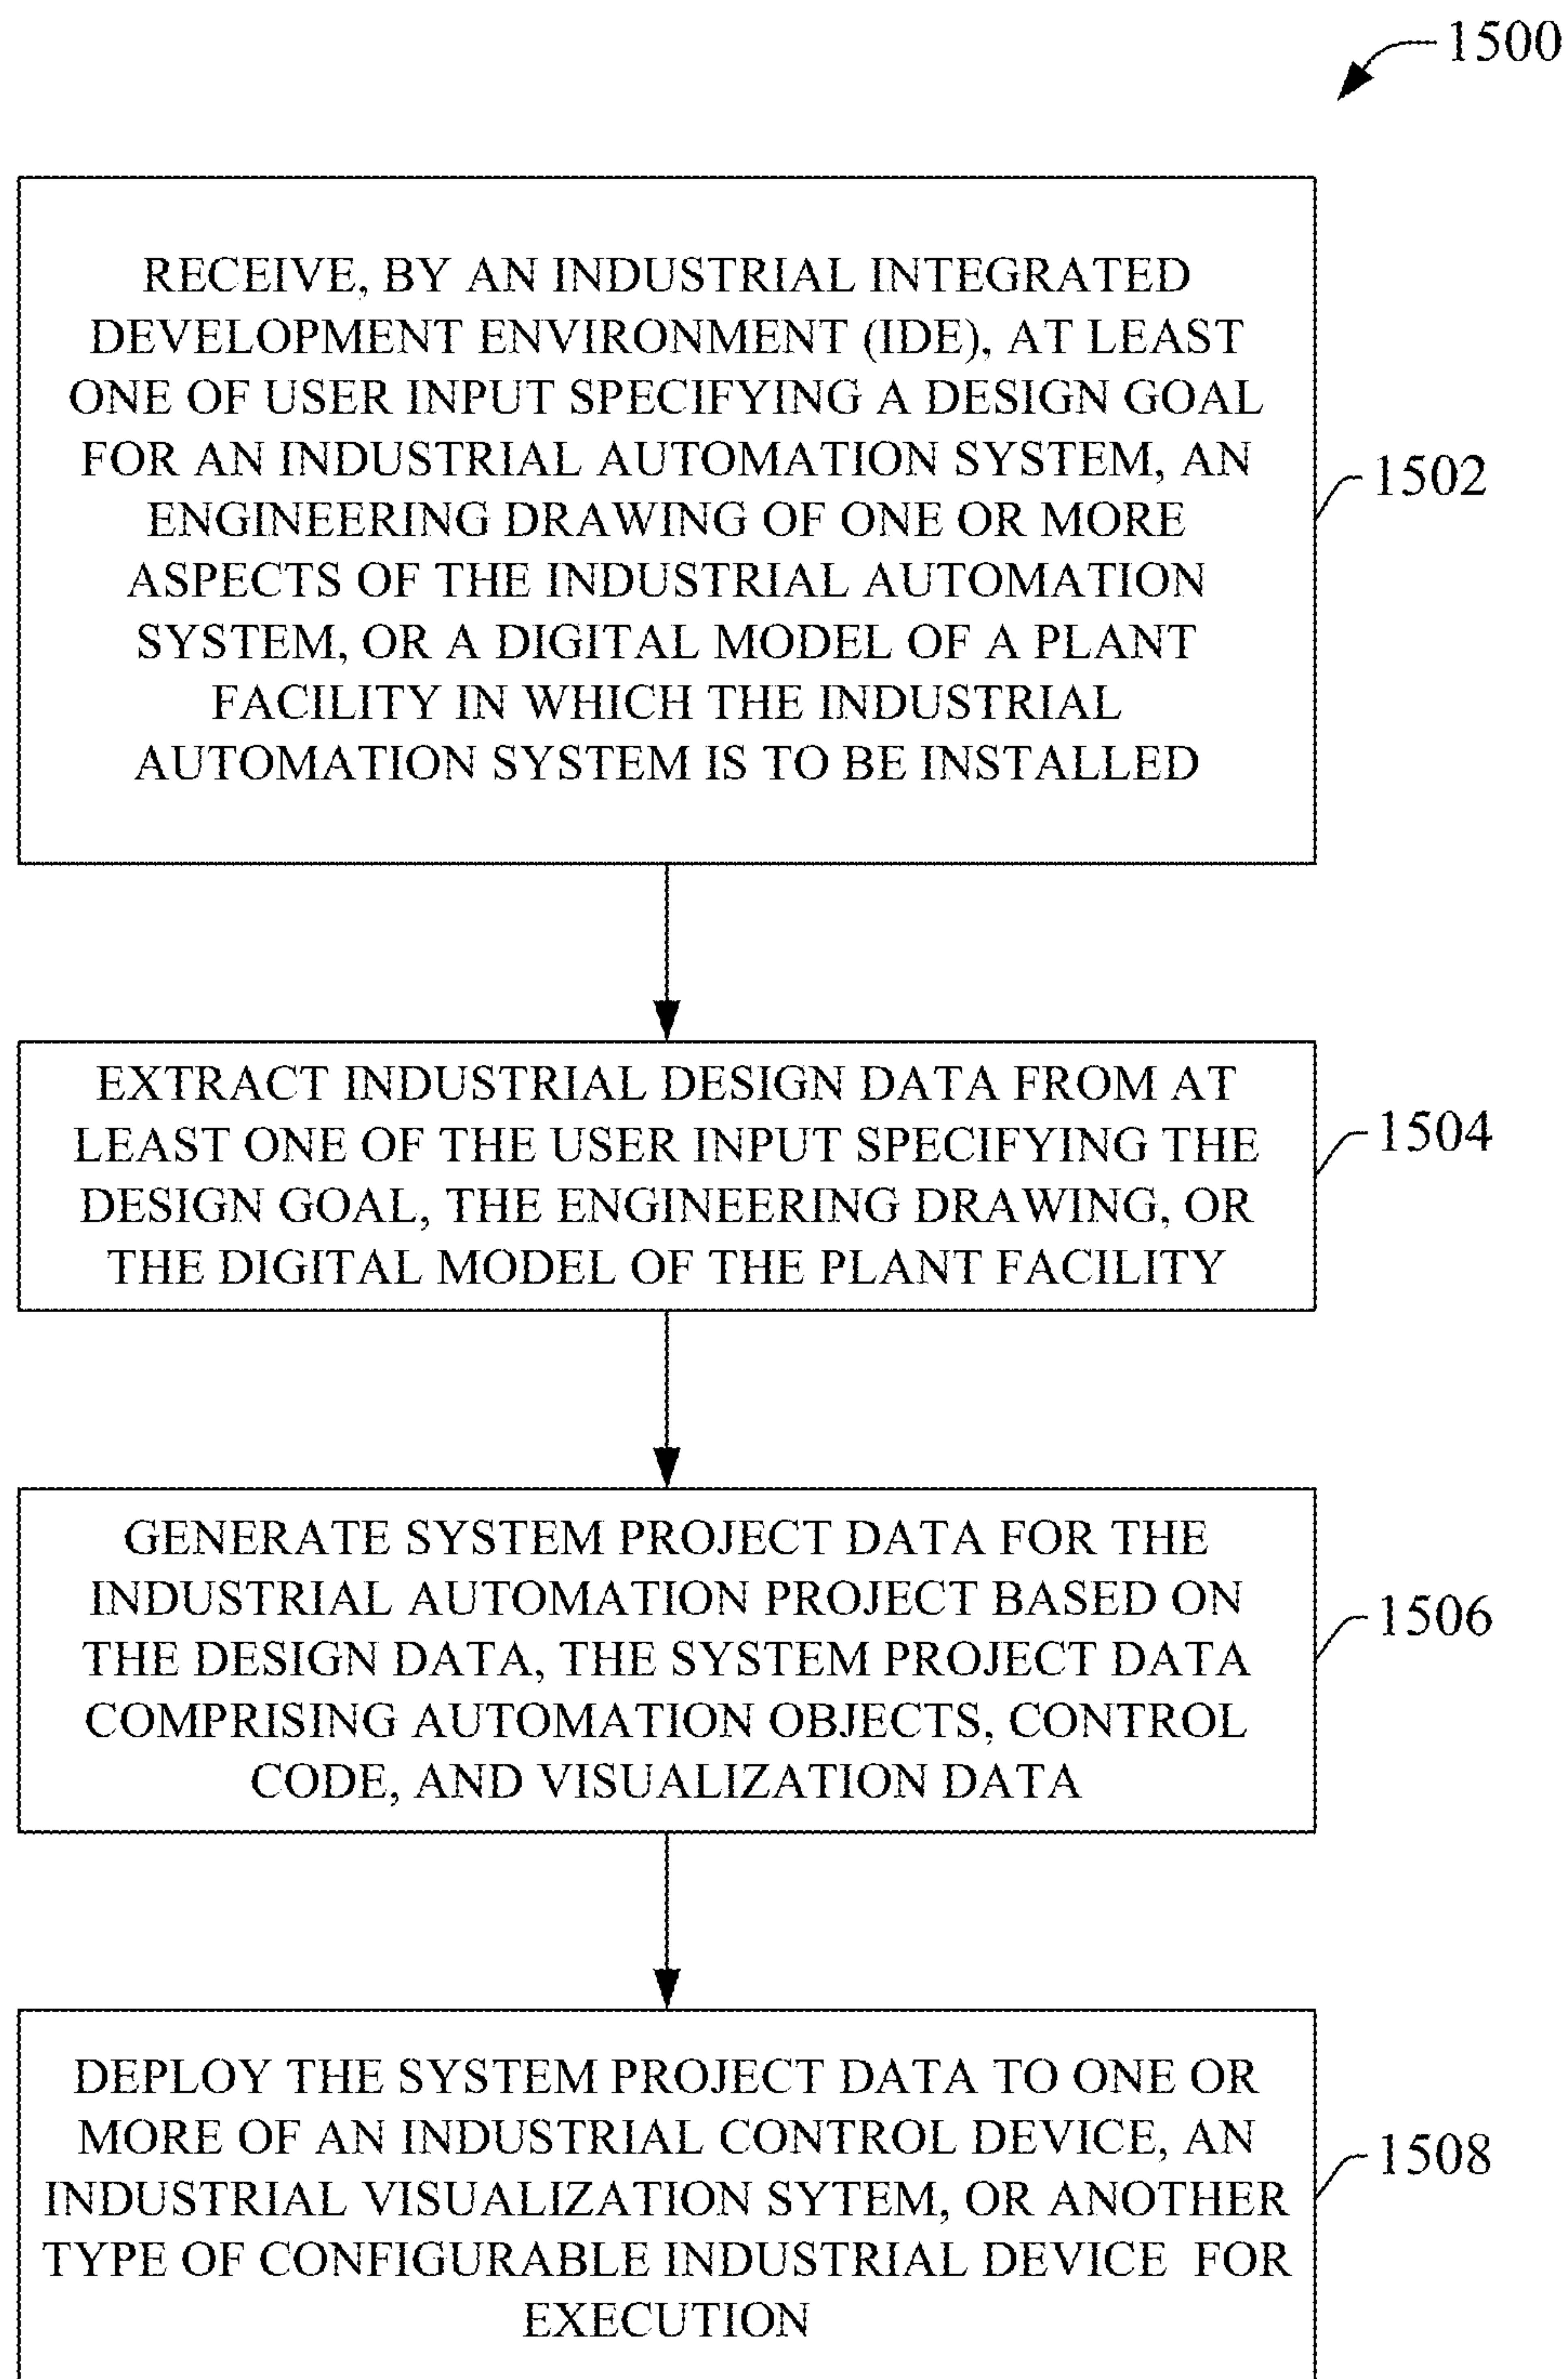 1500
RECEIVE, BY AN INDUSTRIAL INTEGRATED
DEVELOPMENT ENVIRONMENT (IDE), AT LEAST
ONE OF USER INPUT SPECIFYING A DESIGN GOAL
FOR AN INDUSTRIAL AUTOMATION SYSTEM, AN
ENGINEERING DRAWING OF ONE OR MORE
ASPECTS OF THE INDUSTRIAL AUTOMATION
SYSTEM, OR A DIGITAL MODEL OF A PLANT
FACILITY IN WHICH THE INDUSTRIAL
AUTOMATION SYSTEM IS TO BE INSTALLED
1502
EXTRACT INDUSTRIAL DESIGN DATA FROM AT
LEAST ONE OF THE USER INPUT SPECIFYING THE
DESIGN GOAL, THE ENGINEERING DRAWING, OR
THE DIGITAL MODEL OF THE PLANT FACILITY
1504
GENERATE SYSTEM PROJECT DATA FOR THE
INDUSTRIAL AUTOMATION PROJECT BASED ON
THE DESIGN DATA, THE SYSTEM PROJECT DATA
COMPRISING AUTOMATION OBJECTS, CONTROL
CODE, AND VISUALIZATION DATA
1506
DEPLOY THE SYSTEM PROJECT DATA TO ONE OR
MORE OF AN INDUSTRIAL CONTROL DEVICE, AN
INDUSTRIAL VISUALIZATION SYTEM, OR ANOTHER
TYPE OF CONFIGURABLE INDUSTRIAL DEVICE FOR
EXECUTION
1508